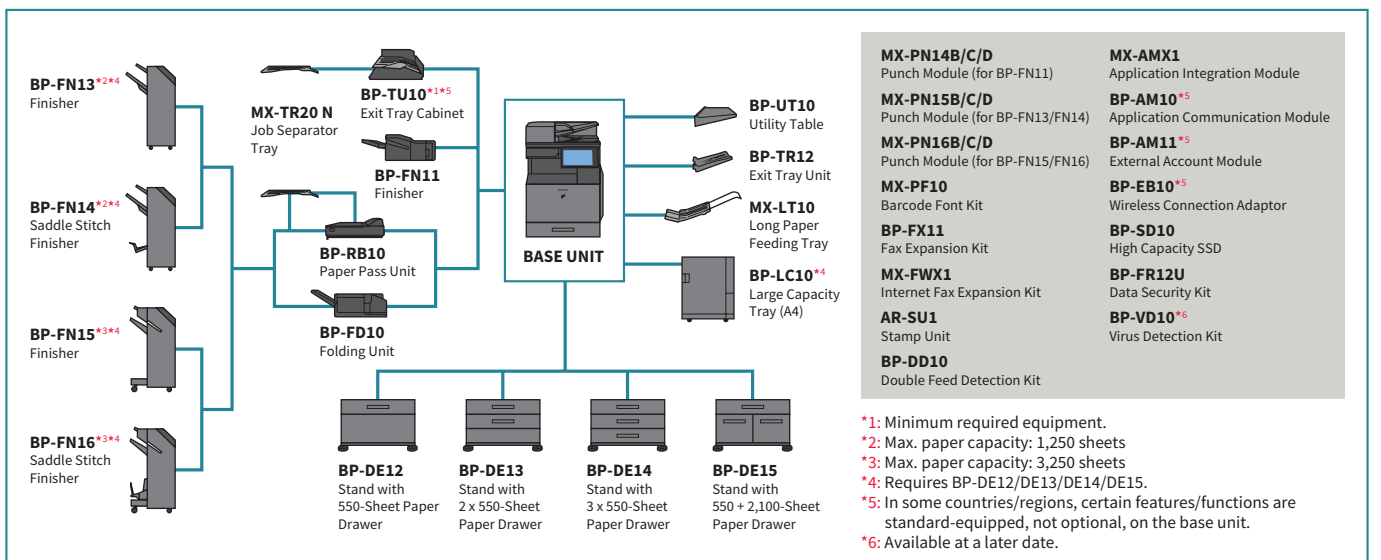 BP-FN13*2*4
Finisher
BP-FN14*2*4
Saddle Stitch
Finisher
BP-FN15*3*4
Finisher
BP-FN16*3*4
Saddle Stitch
Finisher
MX-TR20 N
Job Separator
Tray
BP-TU10*1*5
Exit Tray Cabinet
BP-FN11
Finisher
BP-RB10
Paper Pass Unit
BP-FD10
Folding Unit
BASE UNIT
BP-UT10
Utility Table
BP-TR12
Exit Tray Unit
MX-LT10
Long Paper
Feeding Tray
BP-LC10*4
Large Capacity
Tray (A4)
BP-DE12
Stand with
550-Sheet Paper
Drawer
BP-DE13
Stand with
2 x 550-Sheet
Paper Drawer
BP-DE14
Stand with
3 x 550-Sheet
Paper Drawer
BP-DE15
Stand with
550 + 2,100-Sheet
Paper Drawer
MX-PN14B/C/D
Punch Module (for BP-FN11)
MX-PN15B/C/D
Punch Module (for BP-FN13/FN14)
MX-PN16B/C/D
Punch Module (for BP-FN15/FN16)
MX-PF10
Barcode Font Kit
BP-FX11
Fax Expansion Kit
MX-FWX1
Internet Fax Expansion Kit
AR-SU1
Stamp Unit
BP-DD10
Double Feed Detection Kit
MX-AMX1
Application Integration Module
BP-AM10*5
Application Communication Module
BP-AM11*5
External Account Module
BP-EB10*5
Wireless Connection Adaptor
BP-SD10
High Capacity SSD
BP-FR12U
Data Security Kit
BP-VD10*6
Virus Detection Kit
*1: Minimum required equipment.
*2: Max. paper capacity: 1,250 sheets
*3: Max. paper capacity: 3,250 sheets
*4: Requires BP-DE12/DE13/DE14/DE15.
*5: In some countries/regions, certain features/functions are
standard-equipped, not optional, on the base unit.
*6: Available at a later date.